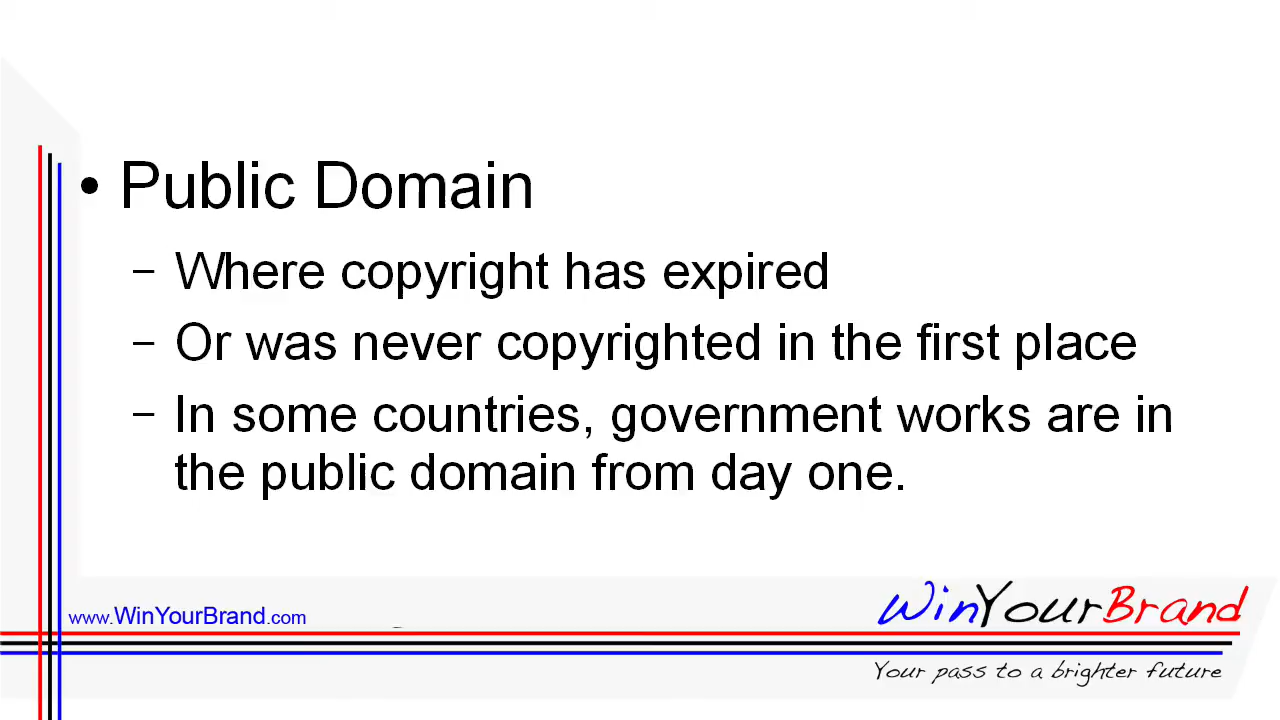 • Public Domain
– Where copyright has expired
– Or was never copyrighted in the first place
– In some countries, government works are in
the public domain from day one.
www.WinYourBrand.com
WinYourBrand
Your pass to a brighter future